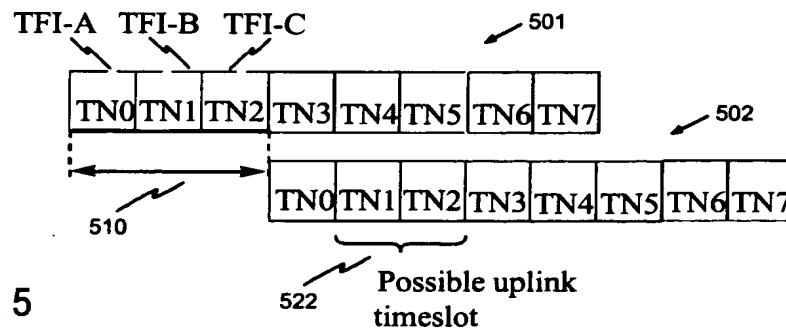 TFI-A TFI-B TFI-C
501
TN0 TN1 TN2 TN3 TN4 TN5 TN6 TN7
502
TN0 TN1 TN2 TN3 TN4 TN5 TN6 TN7
510
522
Possible uplink
timeslot
5